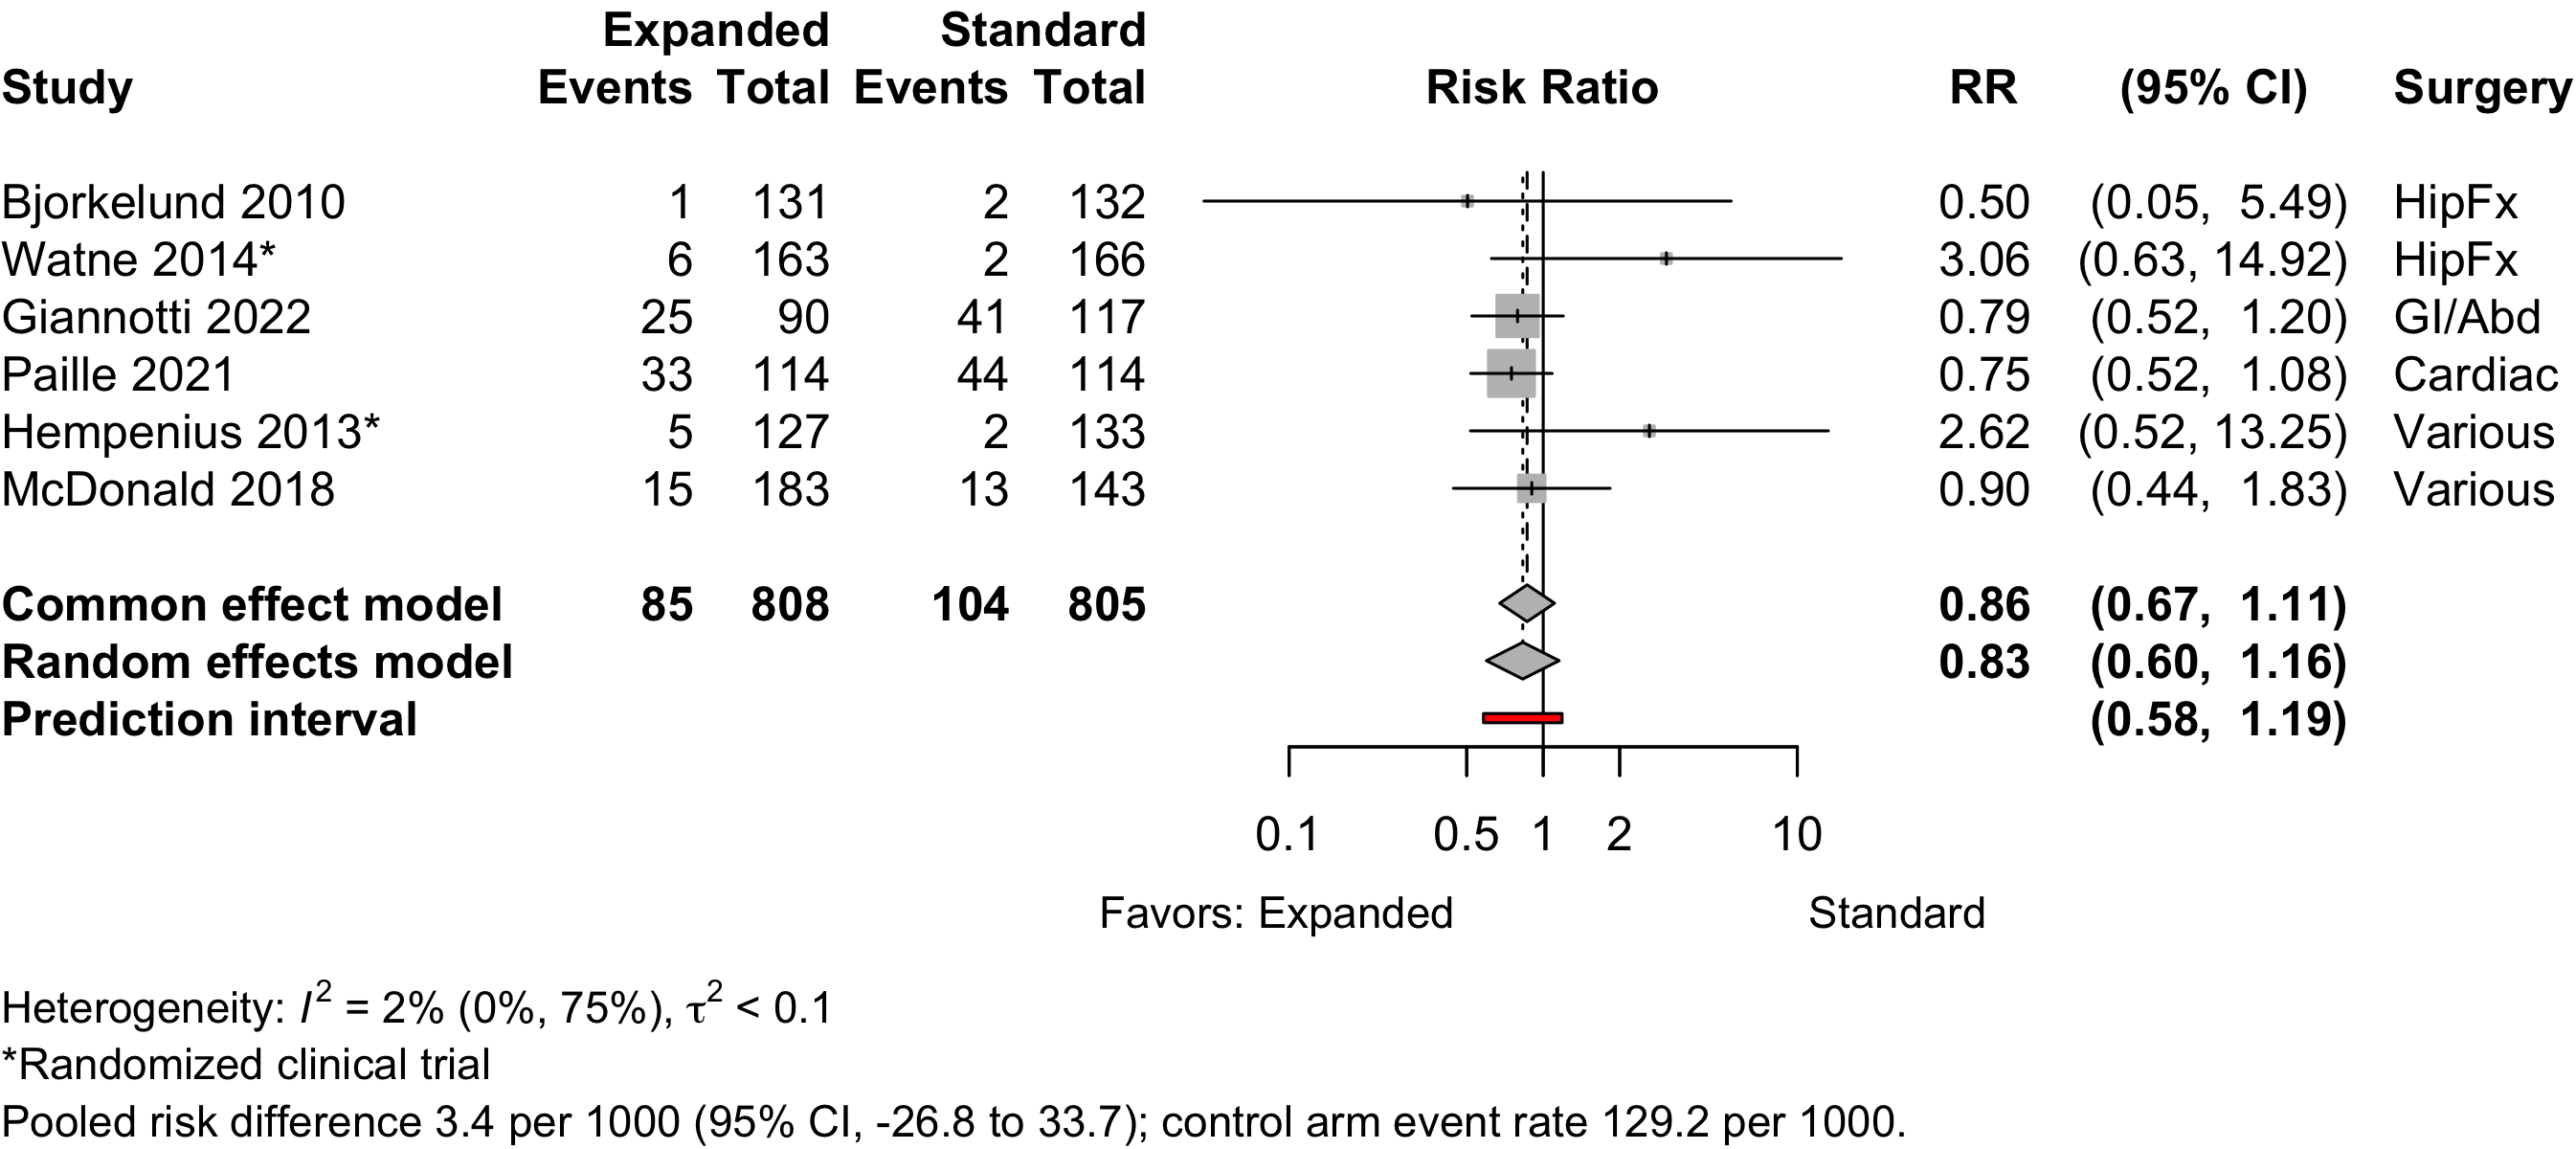 Expanded Standard
Study Events Total Events Total Risk Ratio RR (95% CI) Surgery
Bjorkelund 2010 1 131 2 132 0.50 (0.05, 5.49) HipFx
Watne 2014* 6 163 2 166 3.06 (0.63, 14.92) HipFx
Giannotti 2022 25 90 41 117 0.79 (0.52, 1.20) GI/Abd
Paille 2021 33 114 44 114 0.75 (0.52, 1.08) Cardiac
Hempenius 2013* 5 127 2 133 2.62 (0.52, 13.25) Various
McDonald 2018 15 183 13 143 0.90 (0.44, 1.83) Various
Common effect model 85 808 104 805 0.86 (0.67, 1.11)
Random effects model 0.83 (0.60, 1.16)
Prediction interval (0.58, 1.19)
0.1 0.5 1 2 10
Favors: Expanded Standard
Heterogeneity: I² = 2% (0%, 75%), τ² < 0.1
*Randomized clinical trial
Pooled risk difference 3.4 per 1000 (95% CI, -26.8 to 33.7); control arm event rate 129.2 per 1000.